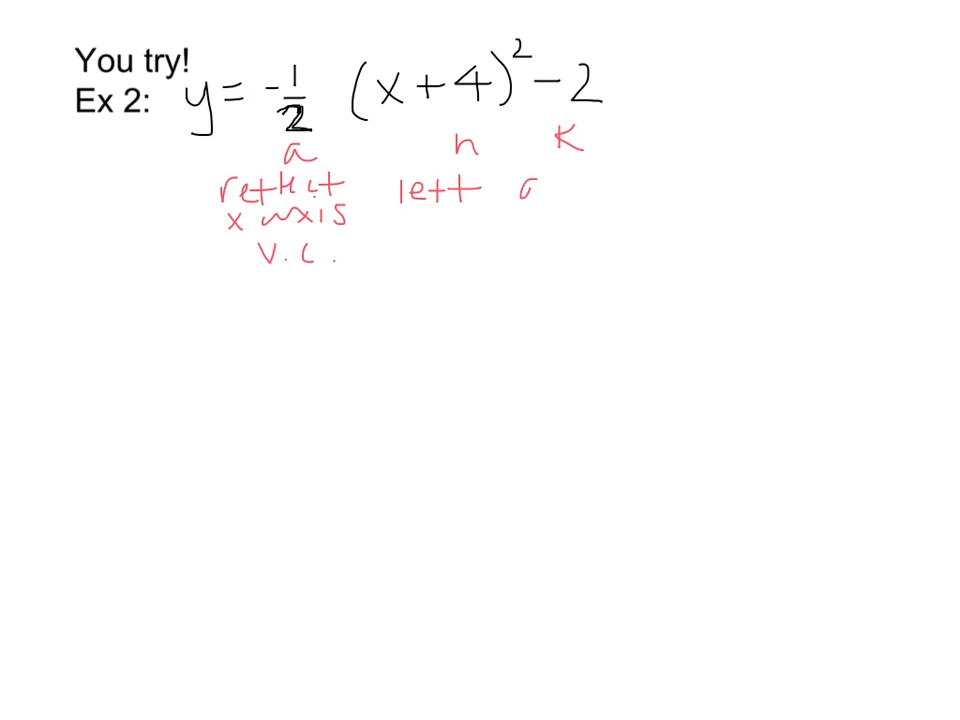 You try!
Ex 2: y = -1/2 (x+4)² - 2
a h K
reflect left
x axis
V.C.